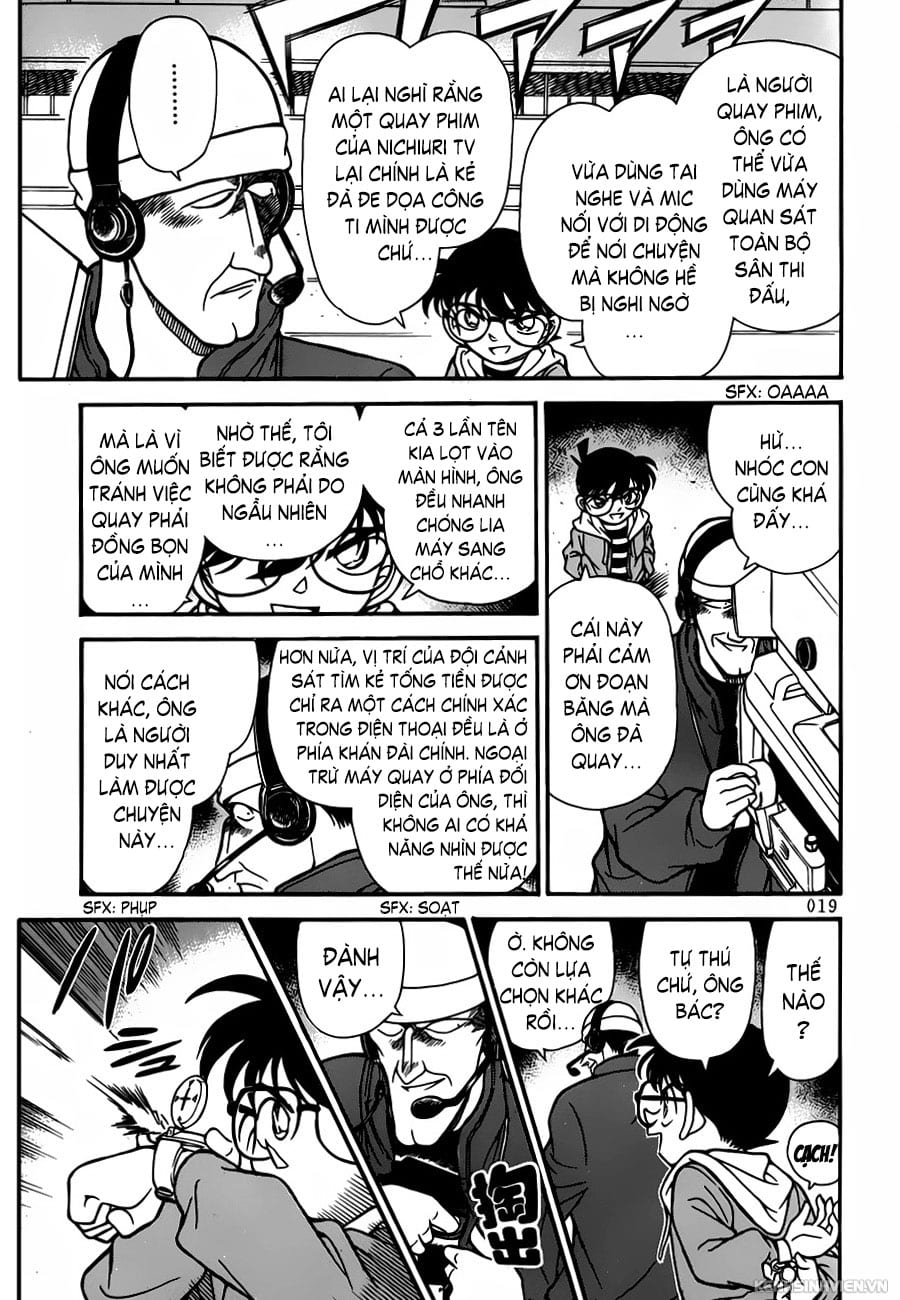 LÀ NGƯỜI
QUAY PHIM,
ÔNG CÓ
THỂ VỪA
DÙNG MÁY
QUAN SÁT
TOÀN BỘ
SÂN THI
ĐẤU,
VỪA DÙNG TAI
NGHE VÀ MIC
NỐI VỚI DI ĐỘNG
ĐỂ NÓI CHUYỆN
MÀ KHÔNG HỀ
BỊ NGHI NGỜ
...
AI LẠI NGHĨ RẰNG
MỘT QUAY PHIM
CỦA NICHIURI TV
LẠI CHÍNH LÀ KẺ
ĐÃ ĐE DỌA CÔNG
TI MÌNH ĐƯỢC
CHỨ...
........
SFX: OAAAA
HỪ...
NHÓC CON
CŨNG KHÁ
ĐẤY...
CÁI NÀY
PHẢI CẢM
ƠN ĐOẠN
BĂNG MÀ
ÔNG ĐÃ
QUAY...
CẢ 3 LẦN TÊN
KIA LỌT VÀO
MÀN HÌNH, ÔNG
ĐỀU NHANH
CHÓNG LIA
MÁY SANG
CHỖ KHÁC...
NHỜ THẾ, TÔI
BIẾT ĐƯỢC RẰNG
KHÔNG PHẢI DO
NGẪU NHIÊN
...
MÀ LÀ VÌ
ÔNG MUỐN
TRÁNH VIỆC
QUAY PHẢI
ĐỒNG BỌN
CỦA MÌNH
...
HƠN NỮA, VỊ TRÍ CỦA ĐỘI CẢNH
SÁT TÌM KẺ TỐNG TIỀN ĐƯỢC
CHỈ RA MỘT CÁCH CHÍNH XÁC
TRONG ĐIỆN THOẠI ĐỀU LÀ Ở
PHÍA KHÁN ĐÀI CHÍNH. NGOẠI
TRỪ MÁY QUAY Ở PHÍA ĐỐI
DIỆN CỦA ÔNG, THÌ
KHÔNG AI CÓ KHẢ
NĂNG NHÌN ĐƯỢC
THẾ NỮA!
NÓI CÁCH
KHÁC, ÔNG
LÀ NGƯỜI
DUY NHẤT
LÀM ĐƯỢC
CHUYỆN
NÀY...
SFX: PHỤP
SFX: SOẠT
019
THẾ
NÀO
?
TỰ THÚ
CHỨ, ÔNG
BÁC?
CẠCH!
Ờ. KHÔNG
CÒN LỰA
CHỌN KHÁC
RỒI...
ĐÀNH
VẬY...
掏出
KENHSINHVIEN.VN